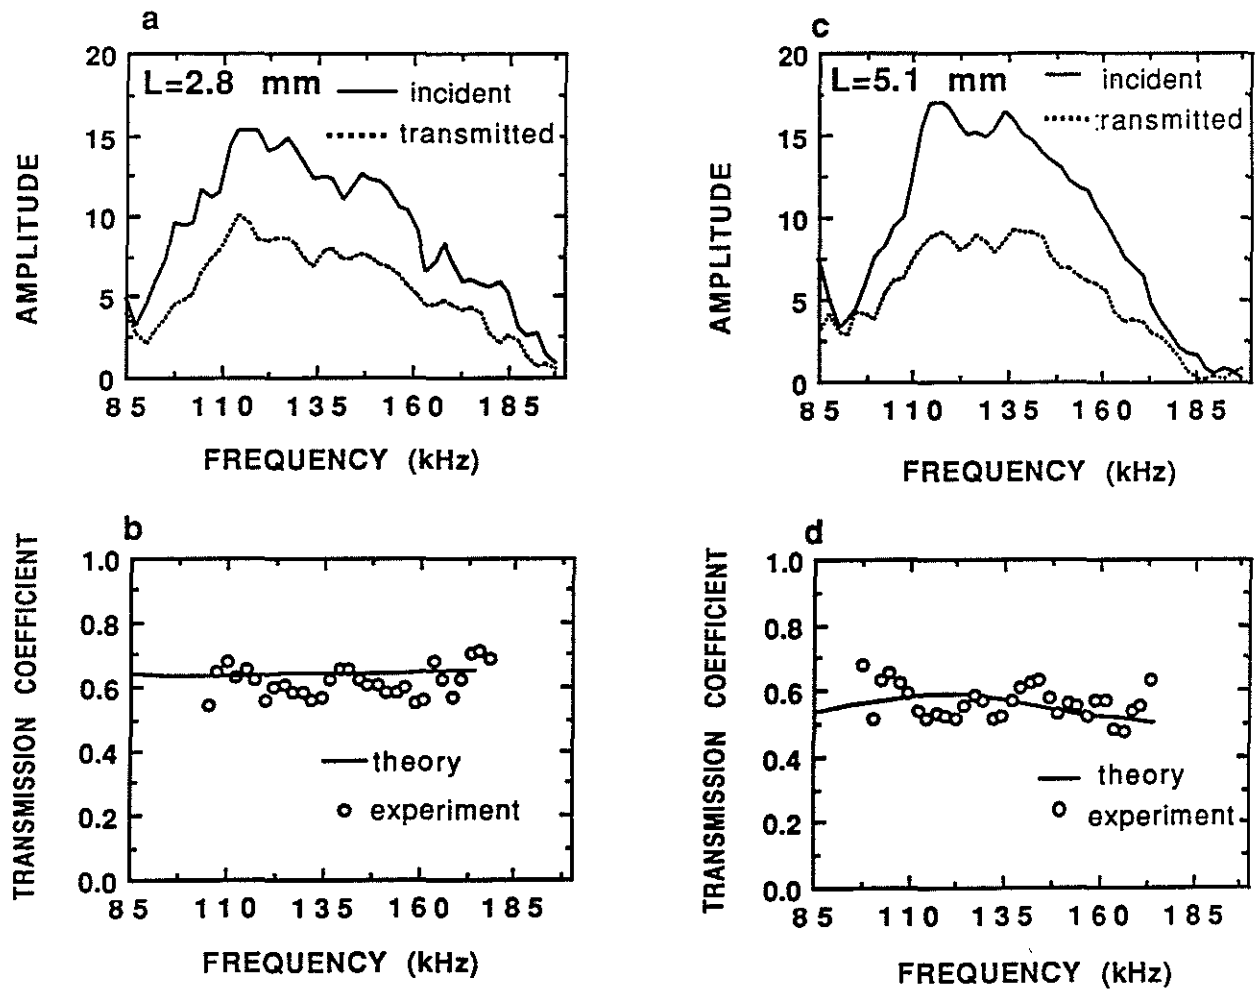 a
20
15
10
5
0
AMPLITUDE
L=2.8 mm
incident
transmitted
85 110 135 160 185
FREQUENCY (kHz)
c
20
15
10
5
0
AMPLITUDE
L=5.1 mm
incident
:ransmitted
85 110 135 160 185
FREQUENCY (kHz)
b
1.0
0.8
0.6
0.4
0.2
0.0
TRANSMISSION COEFFICIENT
theory
experiment
85 110 135 160 185
FREQUENCY (kHz)
d
1.0
0.8
0.6
0.4
0.2
0.0
TRANSMISSION COEFFICIENT
theory
experiment
85 110 135 160 185
FREQUENCY (kHz)